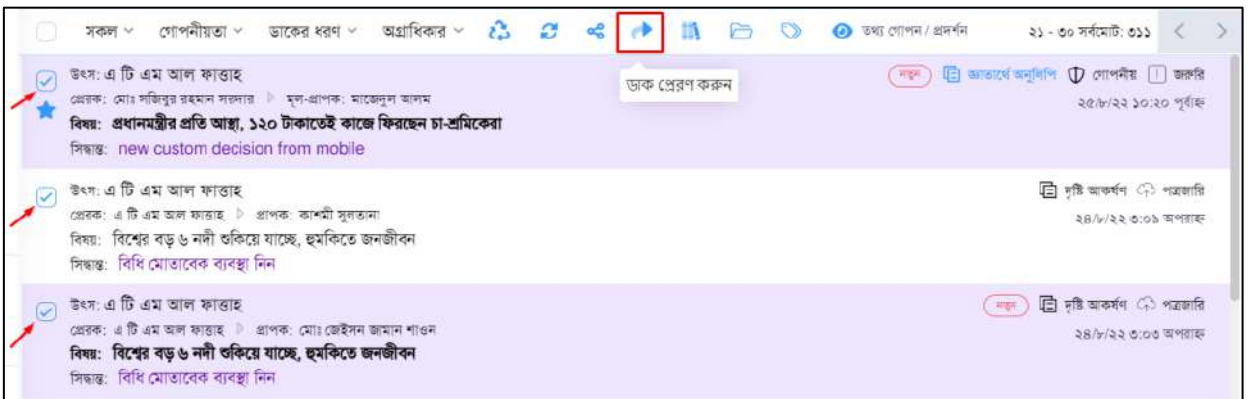 সকল গোপনীয়তা ডাকের ধরণ অগ্রাধিকার তথ্য গোপন / প্রদর্শন ২১ - ৩০ সর্বমোট: ৩১১
ডাক প্রেরণ করুন
উৎস: এ টি এম আল ফাত্তাহ নতুন জ্ঞাতার্থে অনুলিপি গোপনীয় জরুরি
প্রেরক: মোঃ সজিবুর রহমান সরদার মূল-প্রাপক: মাজেদুল আলম ২৫/৮/২২ ১০:২০ পূর্বাহ্ন
বিষয়: প্রধানমন্ত্রীর প্রতি আস্থা, ১২০ টাকাতেই কাজে ফিরছেন চা-শ্রমিকেরা
সিদ্ধান্ত: new custom decision from mobile
উৎস: এ টি এম আল ফাত্তাহ দৃষ্টি আকর্ষণ পত্রজারি
প্রেরক: এ টি এম আল ফাত্তাহ প্রাপক: কাশমী সুলতানা ২৪/৮/২২ ৩:০৯ অপরাহ্ন
বিষয়: বিশ্বের বড় ৬ নদী শুকিয়ে যাচ্ছে, হুমকিতে জনজীবন
সিদ্ধান্ত: বিধি মোতাবেক ব্যবস্থা নিন
উৎস: এ টি এম আল ফাত্তাহ নতুন দৃষ্টি আকর্ষণ পত্রজারি
প্রেরক: এ টি এম আল ফাত্তাহ প্রাপক: মোঃ জেইসন জামান শাওন ২৪/৮/২২ ৩:০৩ অপরাহ্ন
বিষয়: বিশ্বের বড় ৬ নদী শুকিয়ে যাচ্ছে, হুমকিতে জনজীবন
সিদ্ধান্ত: বিধি মোতাবেক ব্যবস্থা নিন